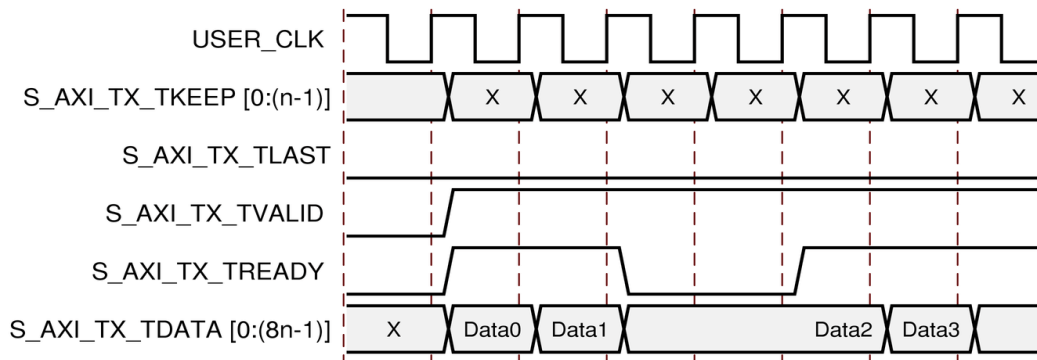 USER_CLK
S_AXI_TX_TKEEP [0:(n-1)] X X X X X X X
S_AXI_TX_TLAST
S_AXI_TX_TVALID
S_AXI_TX_TREADY
S_AXI_TX_TDATA [0:(8n-1)] X Data0 Data1 Data2 Data3